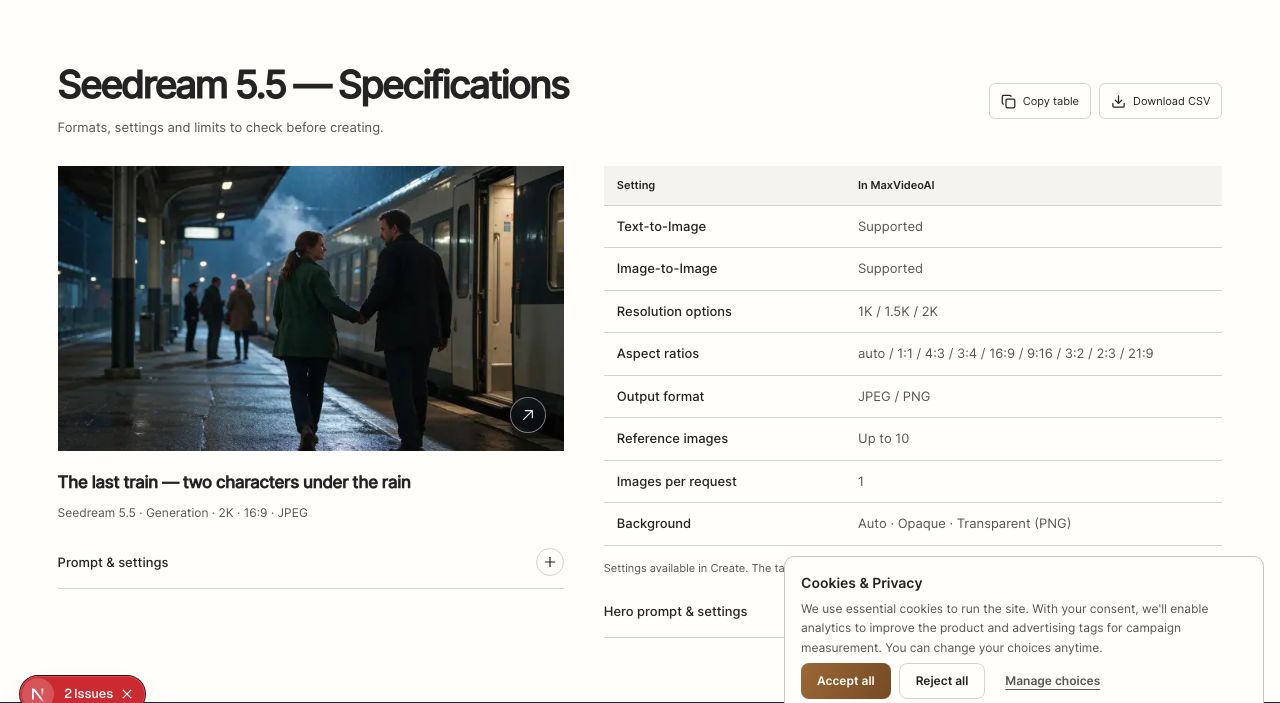 Seedream 5.5 — Specifications
Formats, settings and limits to check before creating.
Copy table
Download CSV
The last train — two characters under the rain
Seedream 5.5 · Generation · 2K · 16:9 · JPEG
Prompt & settings
Setting In MaxVideoAI
Text-to-Image Supported
Image-to-Image Supported
Resolution options 1K / 1.5K / 2K
Aspect ratios auto / 1:1 / 4:3 / 3:4 / 16:9 / 9:16 / 3:2 / 2:3 / 21:9
Output format JPEG / PNG
Reference images Up to 10
Images per request 1
Background Auto · Opaque · Transparent (PNG)
Settings available in Create. The
Hero prompt & settings
Cookies & Privacy
We use essential cookies to run the site. With your consent, we'll enable
analytics to improve the product and advertising tags for campaign
measurement. You can change your choices anytime.
Accept all
Reject all
Manage choices
N
2 Issues